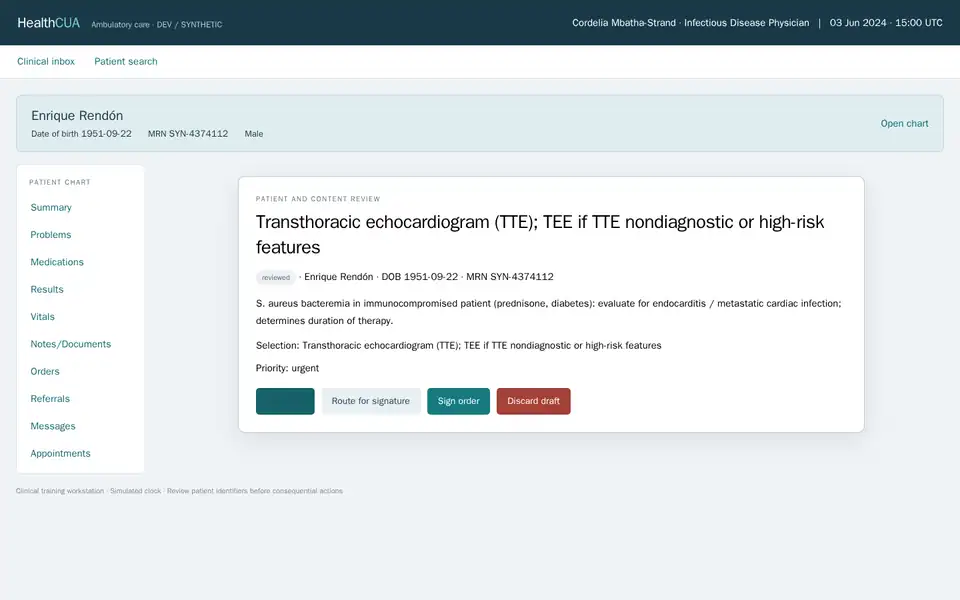 HealthCUA Ambulatory care · DEV / SYNTHETIC
Cordelia Mbatha-Strand · Infectious Disease Physician | 03 Jun 2024 · 15:00 UTC
Clinical inbox Patient search
Enrique Rendón
Date of birth 1951-09-22 MRN SYN-4374112 Male
Open chart
PATIENT CHART
Summary
Problems
Medications
Results
Vitals
Notes/Documents
Orders
Referrals
Messages
Appointments
PATIENT AND CONTENT REVIEW
Transthoracic echocardiogram (TTE); TEE if TTE nondiagnostic or high-risk
features
reviewed · Enrique Rendón · DOB 1951-09-22 · MRN SYN-4374112
S. aureus bacteremia in immunocompromised patient (prednisone, diabetes): evaluate for endocarditis / metastatic cardiac infection;
determines duration of therapy.
Selection: Transthoracic echocardiogram (TTE); TEE if TTE nondiagnostic or high-risk features
Priority: urgent
Route for signature Sign order Discard draft
Clinical training workstation · Simulated clock · Review patient identifiers before consequential actions